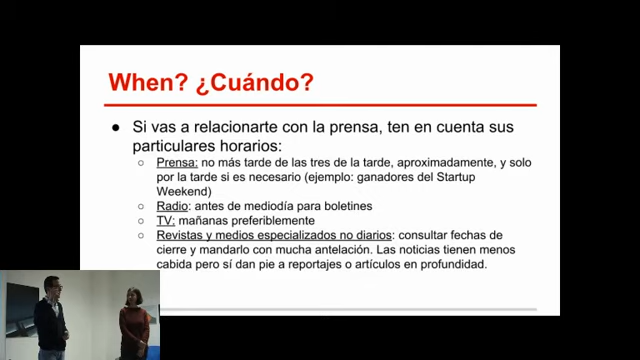 When? ¿Cuándo?
● Si vas a relacionarte con la prensa, ten en cuenta sus
particulares horarios:
○ Prensa: no más tarde de las tres de la tarde, aproximadamente, y solo
por la tarde si es necesario (ejemplo: ganadores del Startup
Weekend)
○ Radio: antes de mediodía para boletines
○ TV: mañanas preferiblemente
○ Revistas y medios especializados no diarios: consultar fechas de
cierre y mandarlo con mucha antelación. Las noticias tienen menos
cabida pero sí dan pie a reportajes o artículos en profundidad.